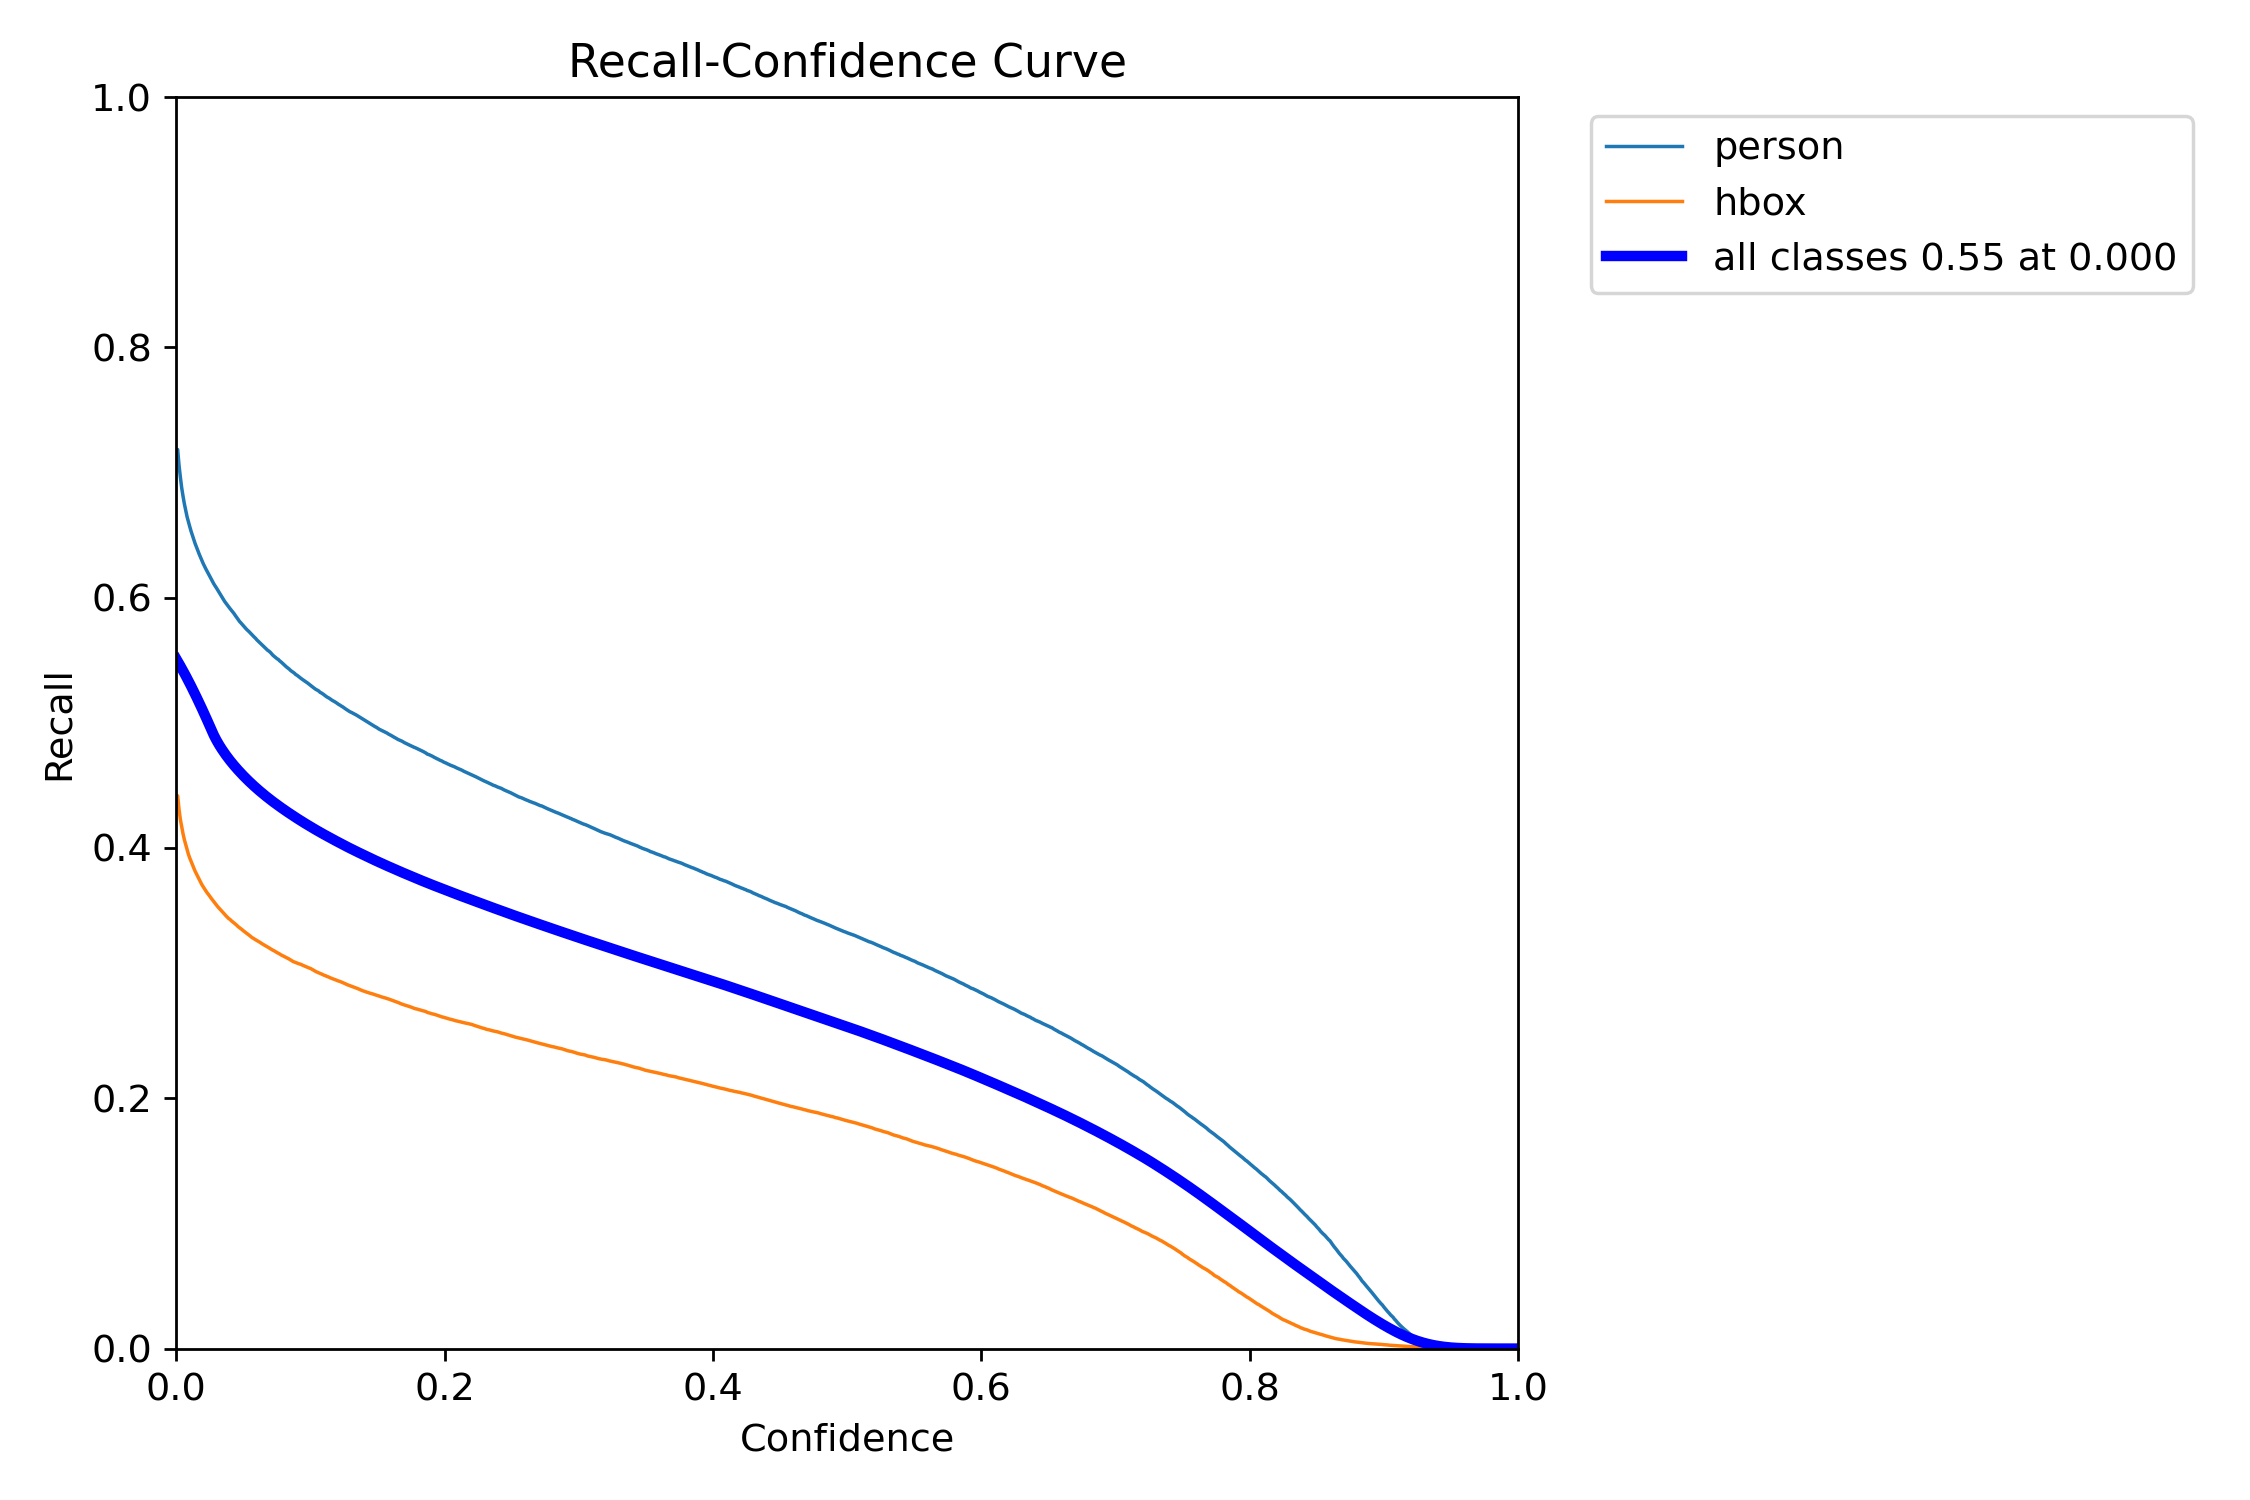 Recall-Confidence Curve
1.0
0.8
0.6
0.4
0.2
0.0
Recall
0.0 0.2 0.4 0.6 0.8 1.0
Confidence
person
hbox
all classes 0.55 at 0.000